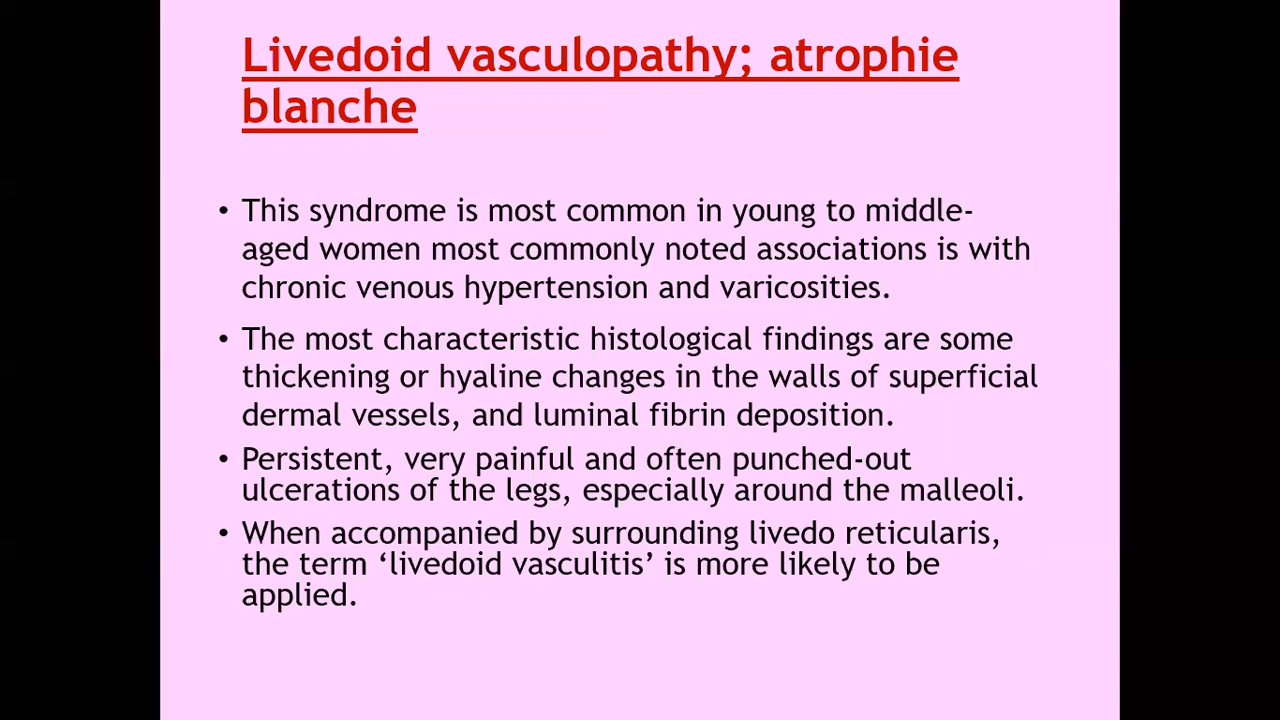 Livedoid vasculopathy; atrophie
blanche
• This syndrome is most common in young to middle-
aged women most commonly noted associations is with
chronic venous hypertension and varicosities.
• The most characteristic histological findings are some
thickening or hyaline changes in the walls of superficial
dermal vessels, and luminal fibrin deposition.
• Persistent, very painful and often punched-out
ulcerations of the legs, especially around the malleoli.
• When accompanied by surrounding livedo reticularis,
the term ‘livedoid vasculitis’ is more likely to be
applied.